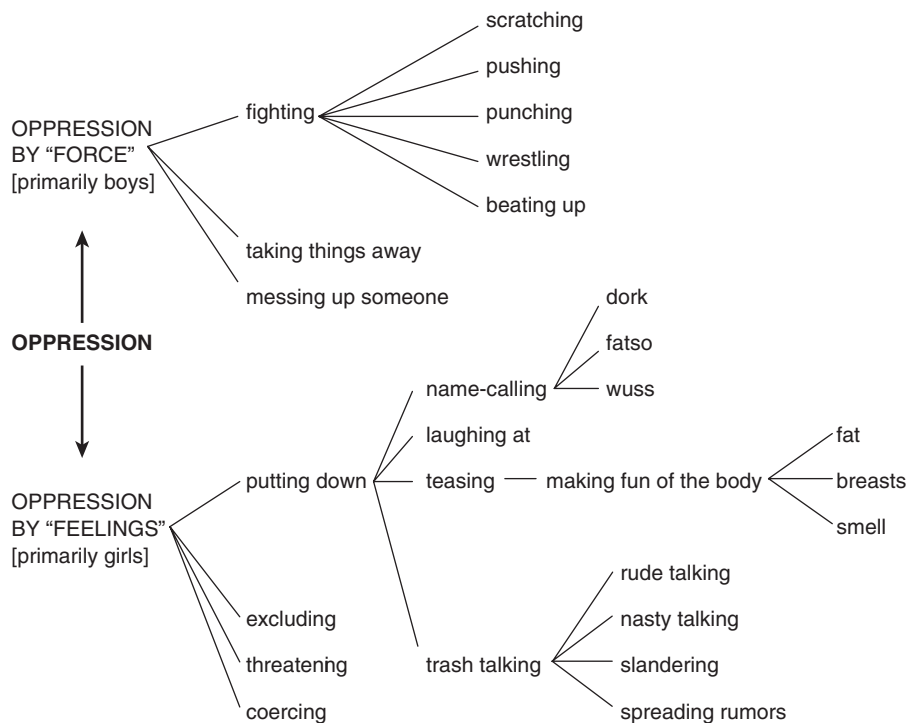 scratching
pushing
fighting
punching
OPPRESSION
BY “FORCE”
[primarily boys]
wrestling
beating up
taking things away
messing up someone
dork
OPPRESSION
fatso
name-calling
wuss
laughing at
fat
putting down
teasing
making fun of the body
breasts
OPPRESSION
BY “FEELINGS”
[primarily girls]
smell
rude talking
excluding
nasty talking
threatening
trash talking
slandering
coercing
spreading rumors